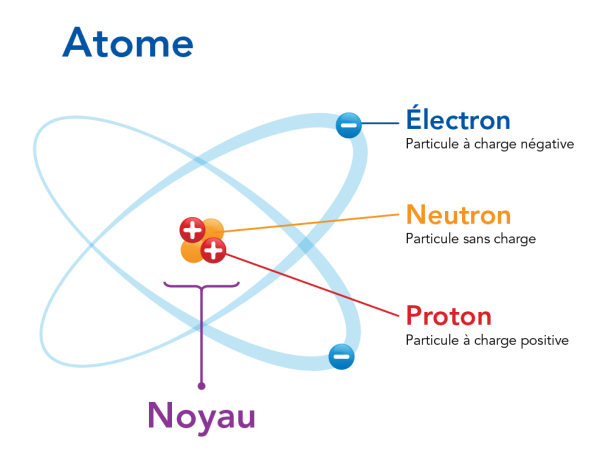 Atome
Électron
Particule à charge négative
Neutron
Particule sans charge
Proton
Particule à charge positive
Noyau